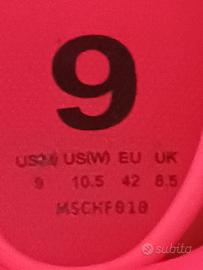 9
US(M) US(W) EU UK
9 10.5 42 8.5
MSCHF010
subito